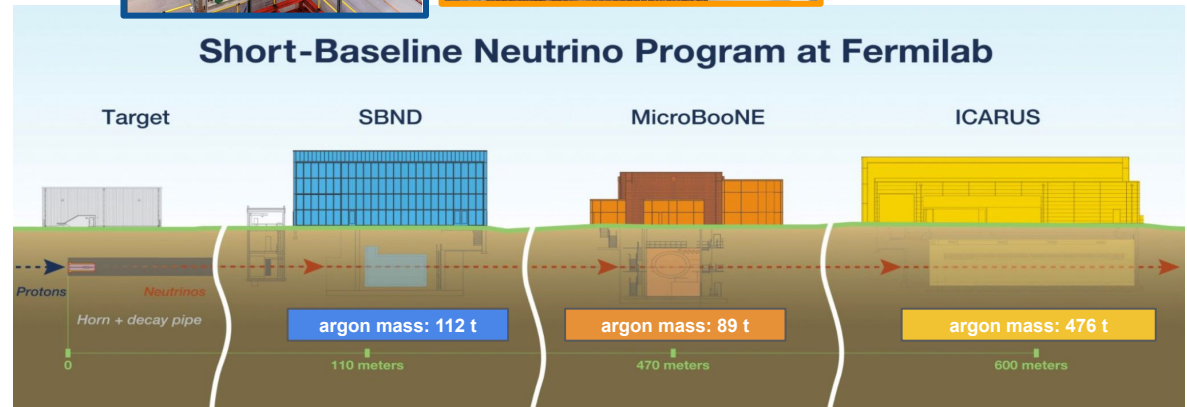 Short-Baseline Neutrino Program at Fermilab
Target
SBND
MicroBooNE
ICARUS
Protons
Neutrinos
Horn + decay pipe
argon mass: 112 t
argon mass: 89 t
argon mass: 476 t
0
110 meters
470 meters
600 meters